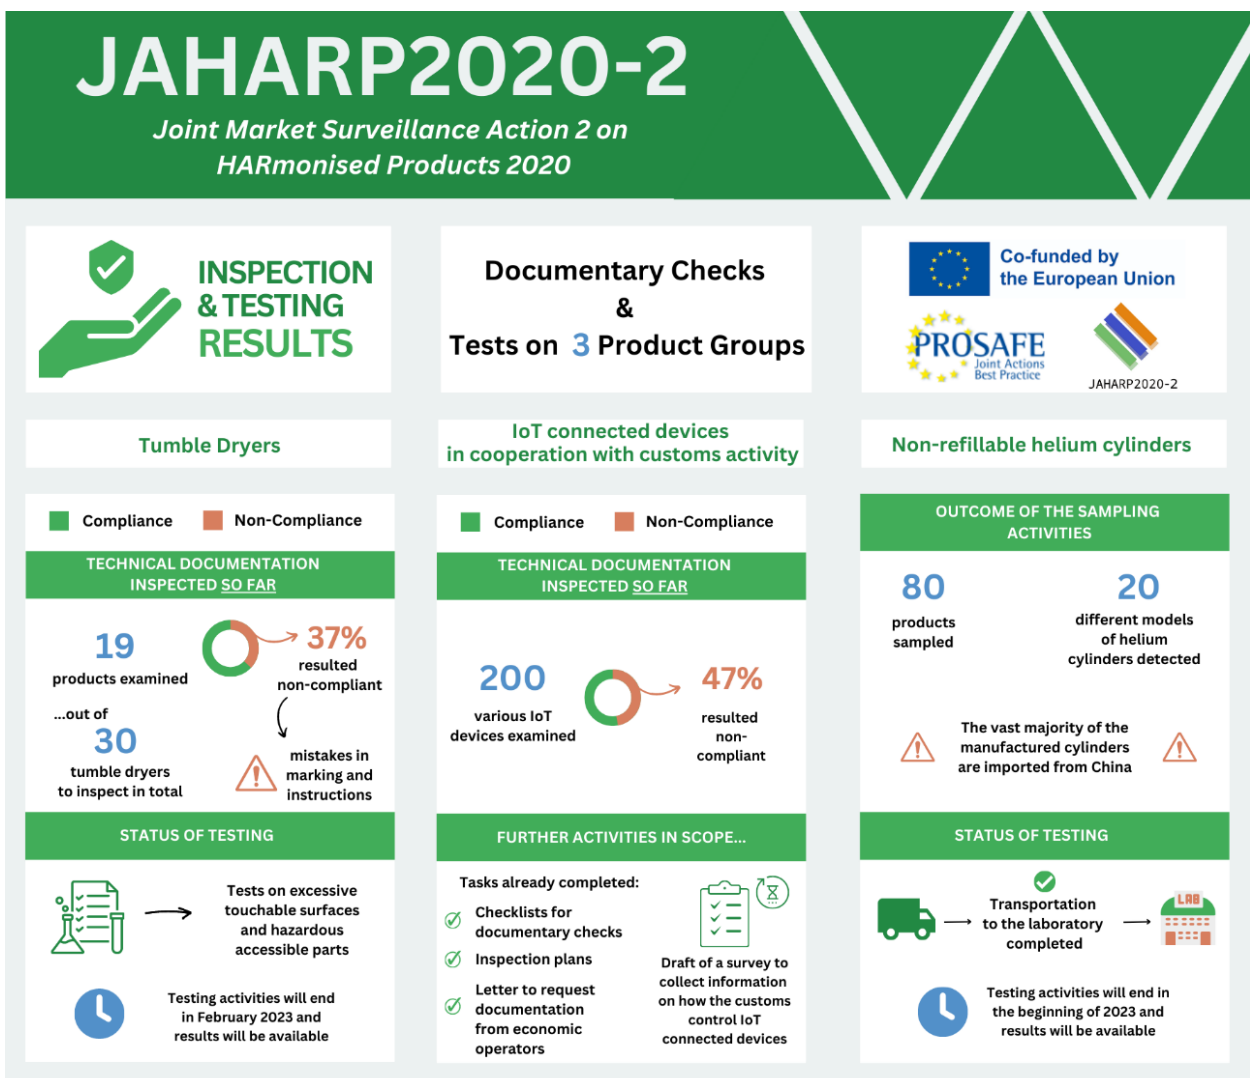 JAHARP2020-2
Joint Market Surveillance Action 2 on
HARmonised Products 2020
INSPECTION
& TESTING
RESULTS
Documentary Checks
&
Tests on 3 Product Groups
Co-funded by
the European Union
PROSAFE
Joint Actions
Best Practice
JAHARP2020-2
Tumble Dryers
IoT connected devices
in cooperation with customs activity
Non-refillable helium cylinders
Compliance
Non-Compliance
TECHNICAL DOCUMENTATION
INSPECTED SO FAR
19
products examined
37%
resulted
non-compliant
...out of
30
tumble dryers
to inspect in total
mistakes in
marking and
instructions
STATUS OF TESTING
Tests on excessive
touchable surfaces
and hazardous
accessible parts
Testing activities will end
in February 2023 and
results will be available
Compliance
Non-Compliance
TECHNICAL DOCUMENTATION
INSPECTED SO FAR
200
various IoT
devices examined
47%
resulted
non-
compliant
FURTHER ACTIVITIES IN SCOPE...
Tasks already completed:
Checklists for
documentary checks
Inspection plans
Letter to request
documentation
from economic
operators
Draft of a survey to
collect information
on how the customs
control IoT
connected devices
OUTCOME OF THE SAMPLING
ACTIVITIES
80
products
sampled
20
different models
of helium
cylinders detected
The vast majority of the
manufactured cylinders
are imported from China
STATUS OF TESTING
Transportation
to the laboratory
completed
LAB
Testing activities will end in
the beginning of 2023 and
results will be available